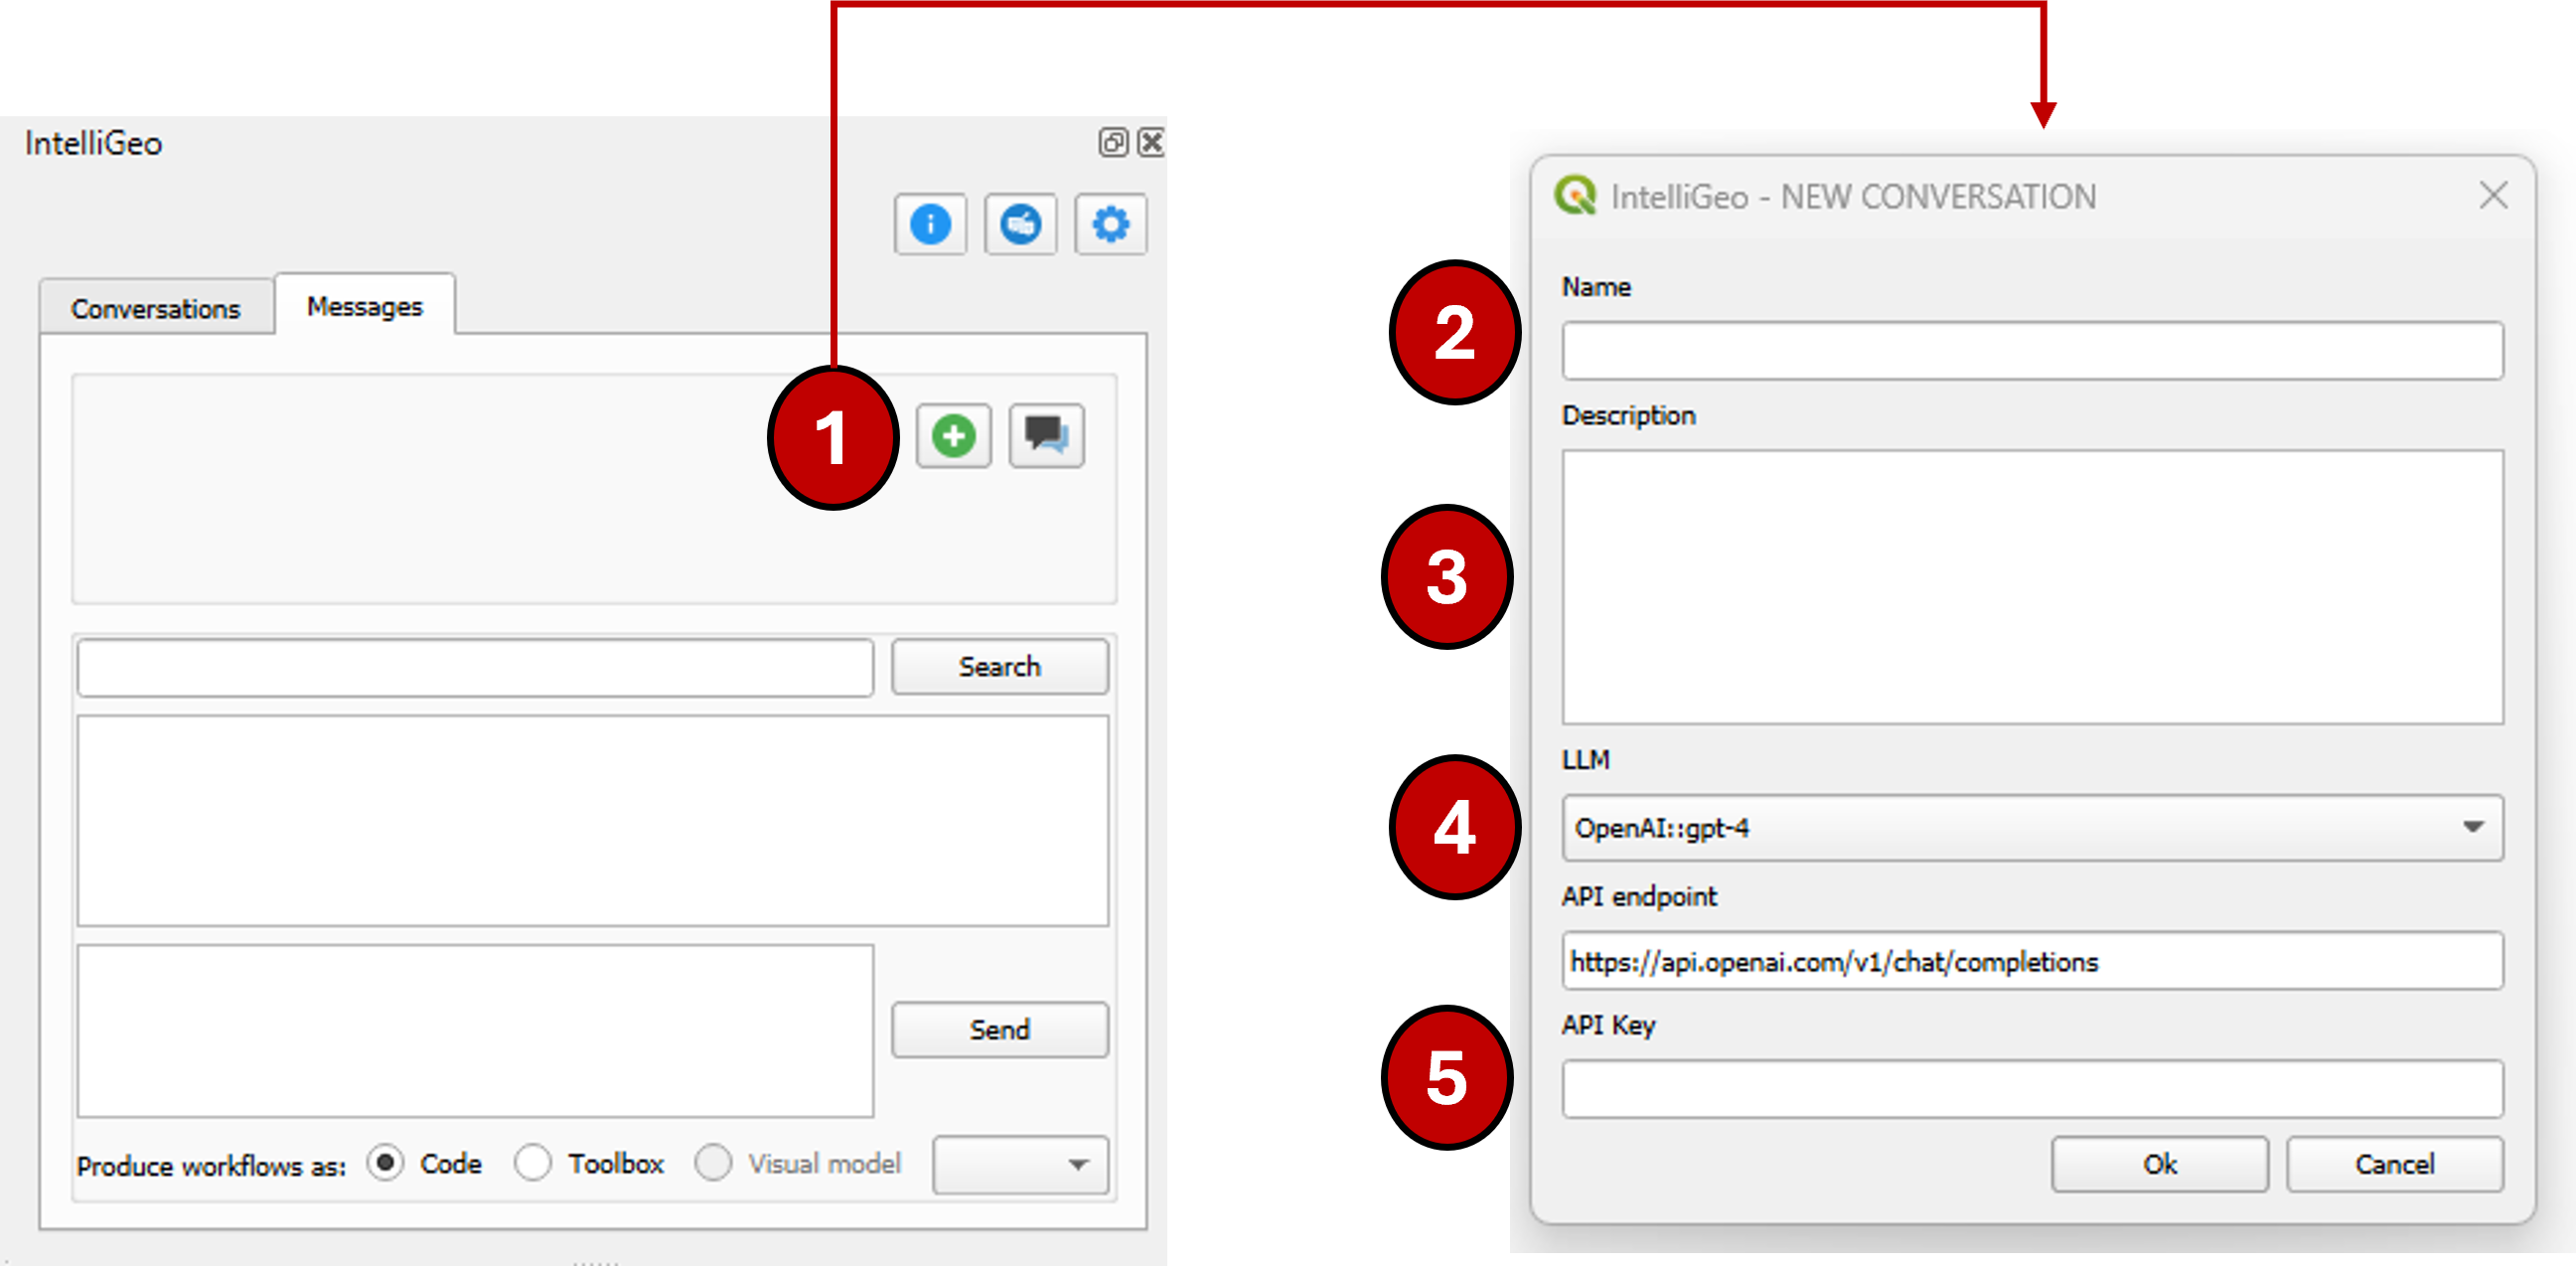 IntelliGeo
Conversations
Messages
1
Search
Send
Produce workflows as:
Code
Toolbox
Visual model
IntelliGeo - NEW CONVERSATION
2
Name
Description
3
LLM
4
OpenAI::gpt-4
API endpoint
https://api.openai.com/v1/chat/completions
API Key
5
Ok
Cancel